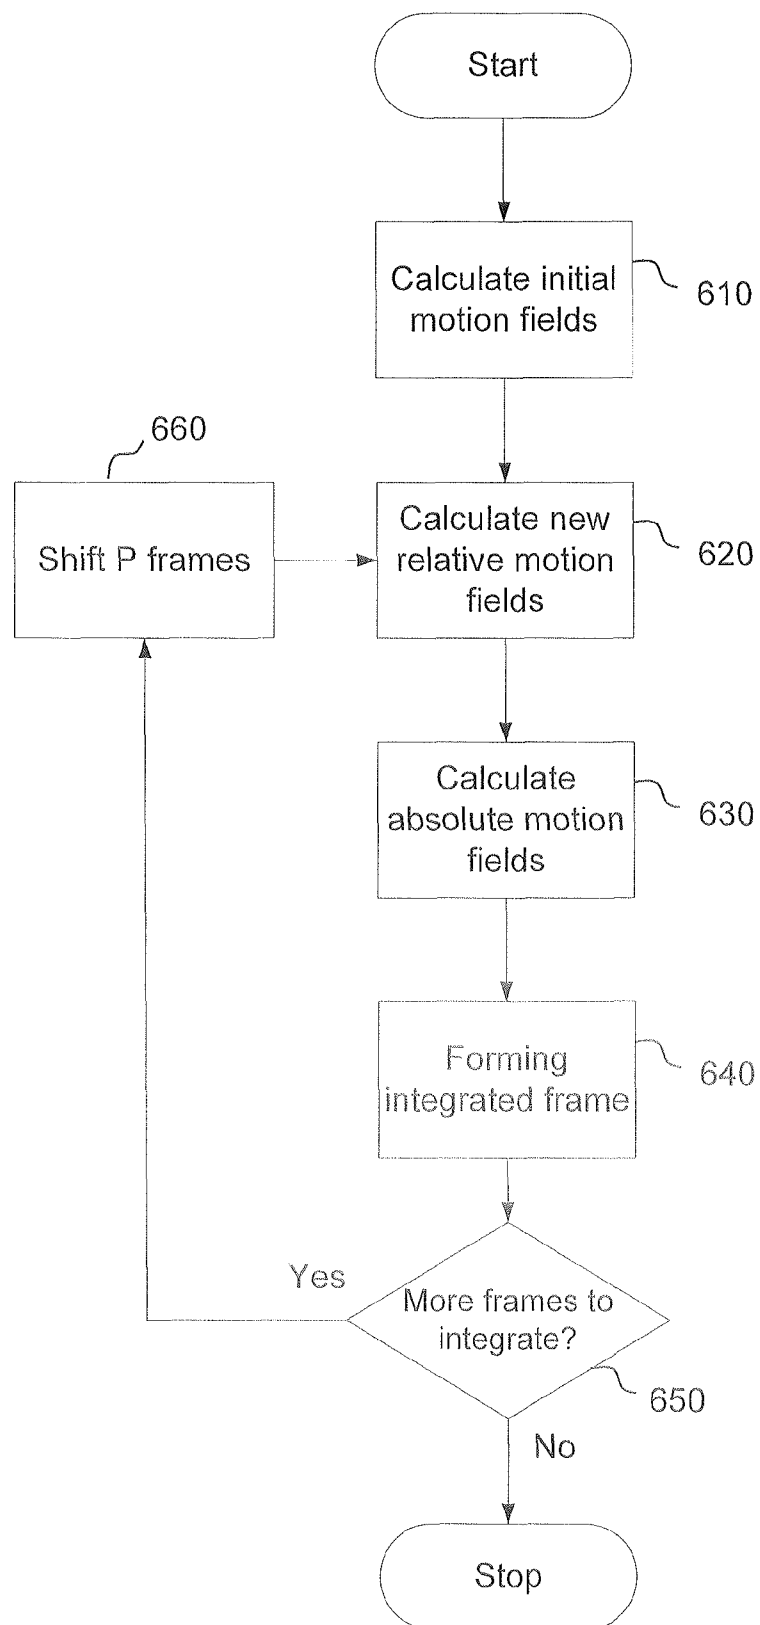 Start
Calculate initial
motion fields
610
660
Shift P frames
Calculate new
relative motion
fields
620
Calculate
absolute motion
fields
630
Forming
integrated frame
640
Yes
More frames to
integrate?
650
No
Stop